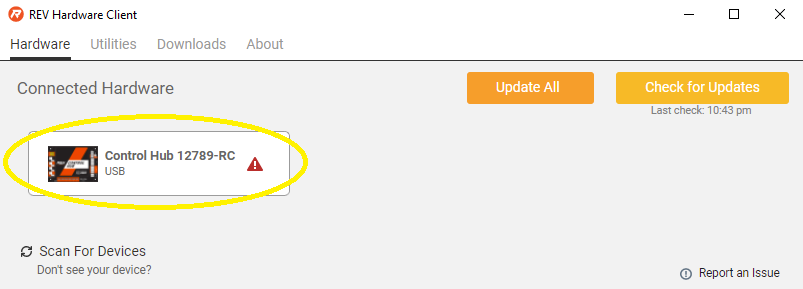 REV Hardware Client
Hardware Utilities Downloads About
Connected Hardware
Update All
Check for Updates
Last check: 10:43 pm
Control Hub 12789-RC
USB
Scan For Devices
Don't see your device?
Report an Issue